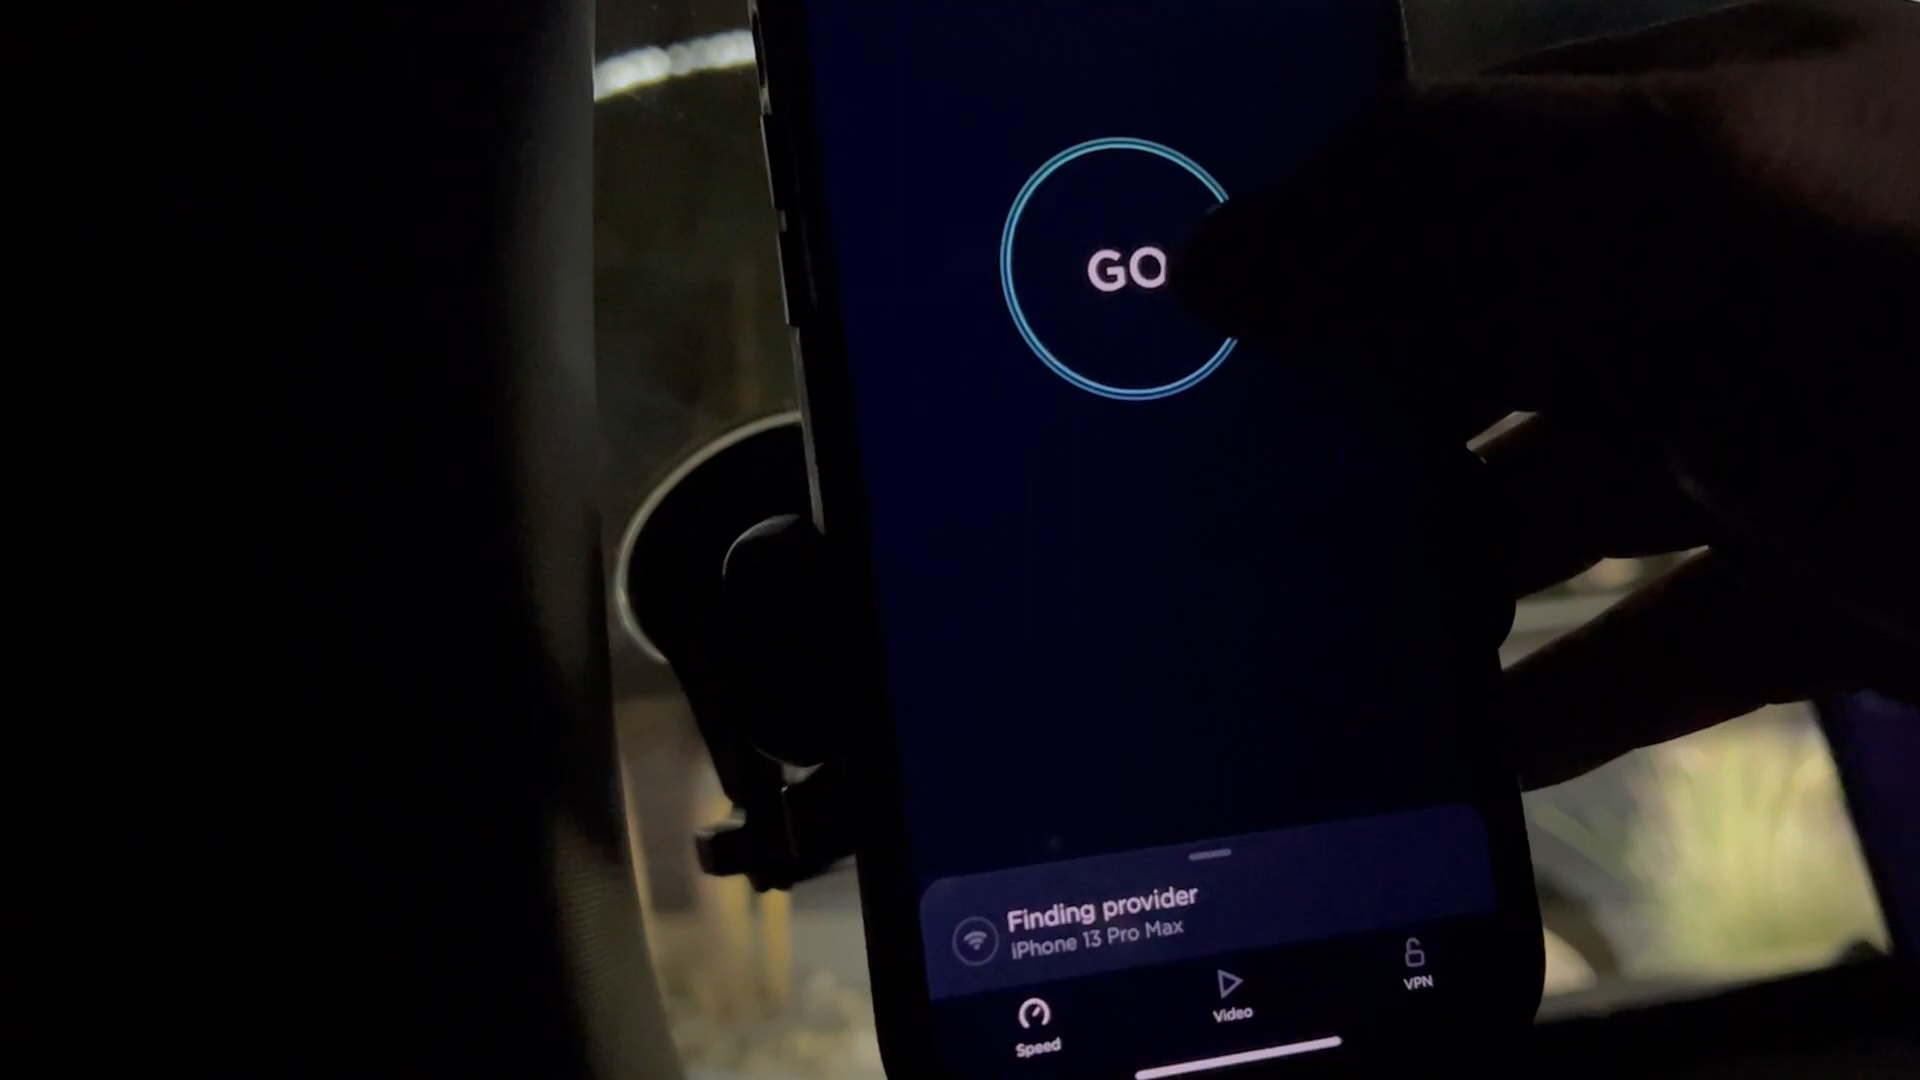 GO
Finding provider
iPhone 13 Pro Max
Speed
Video
VPN